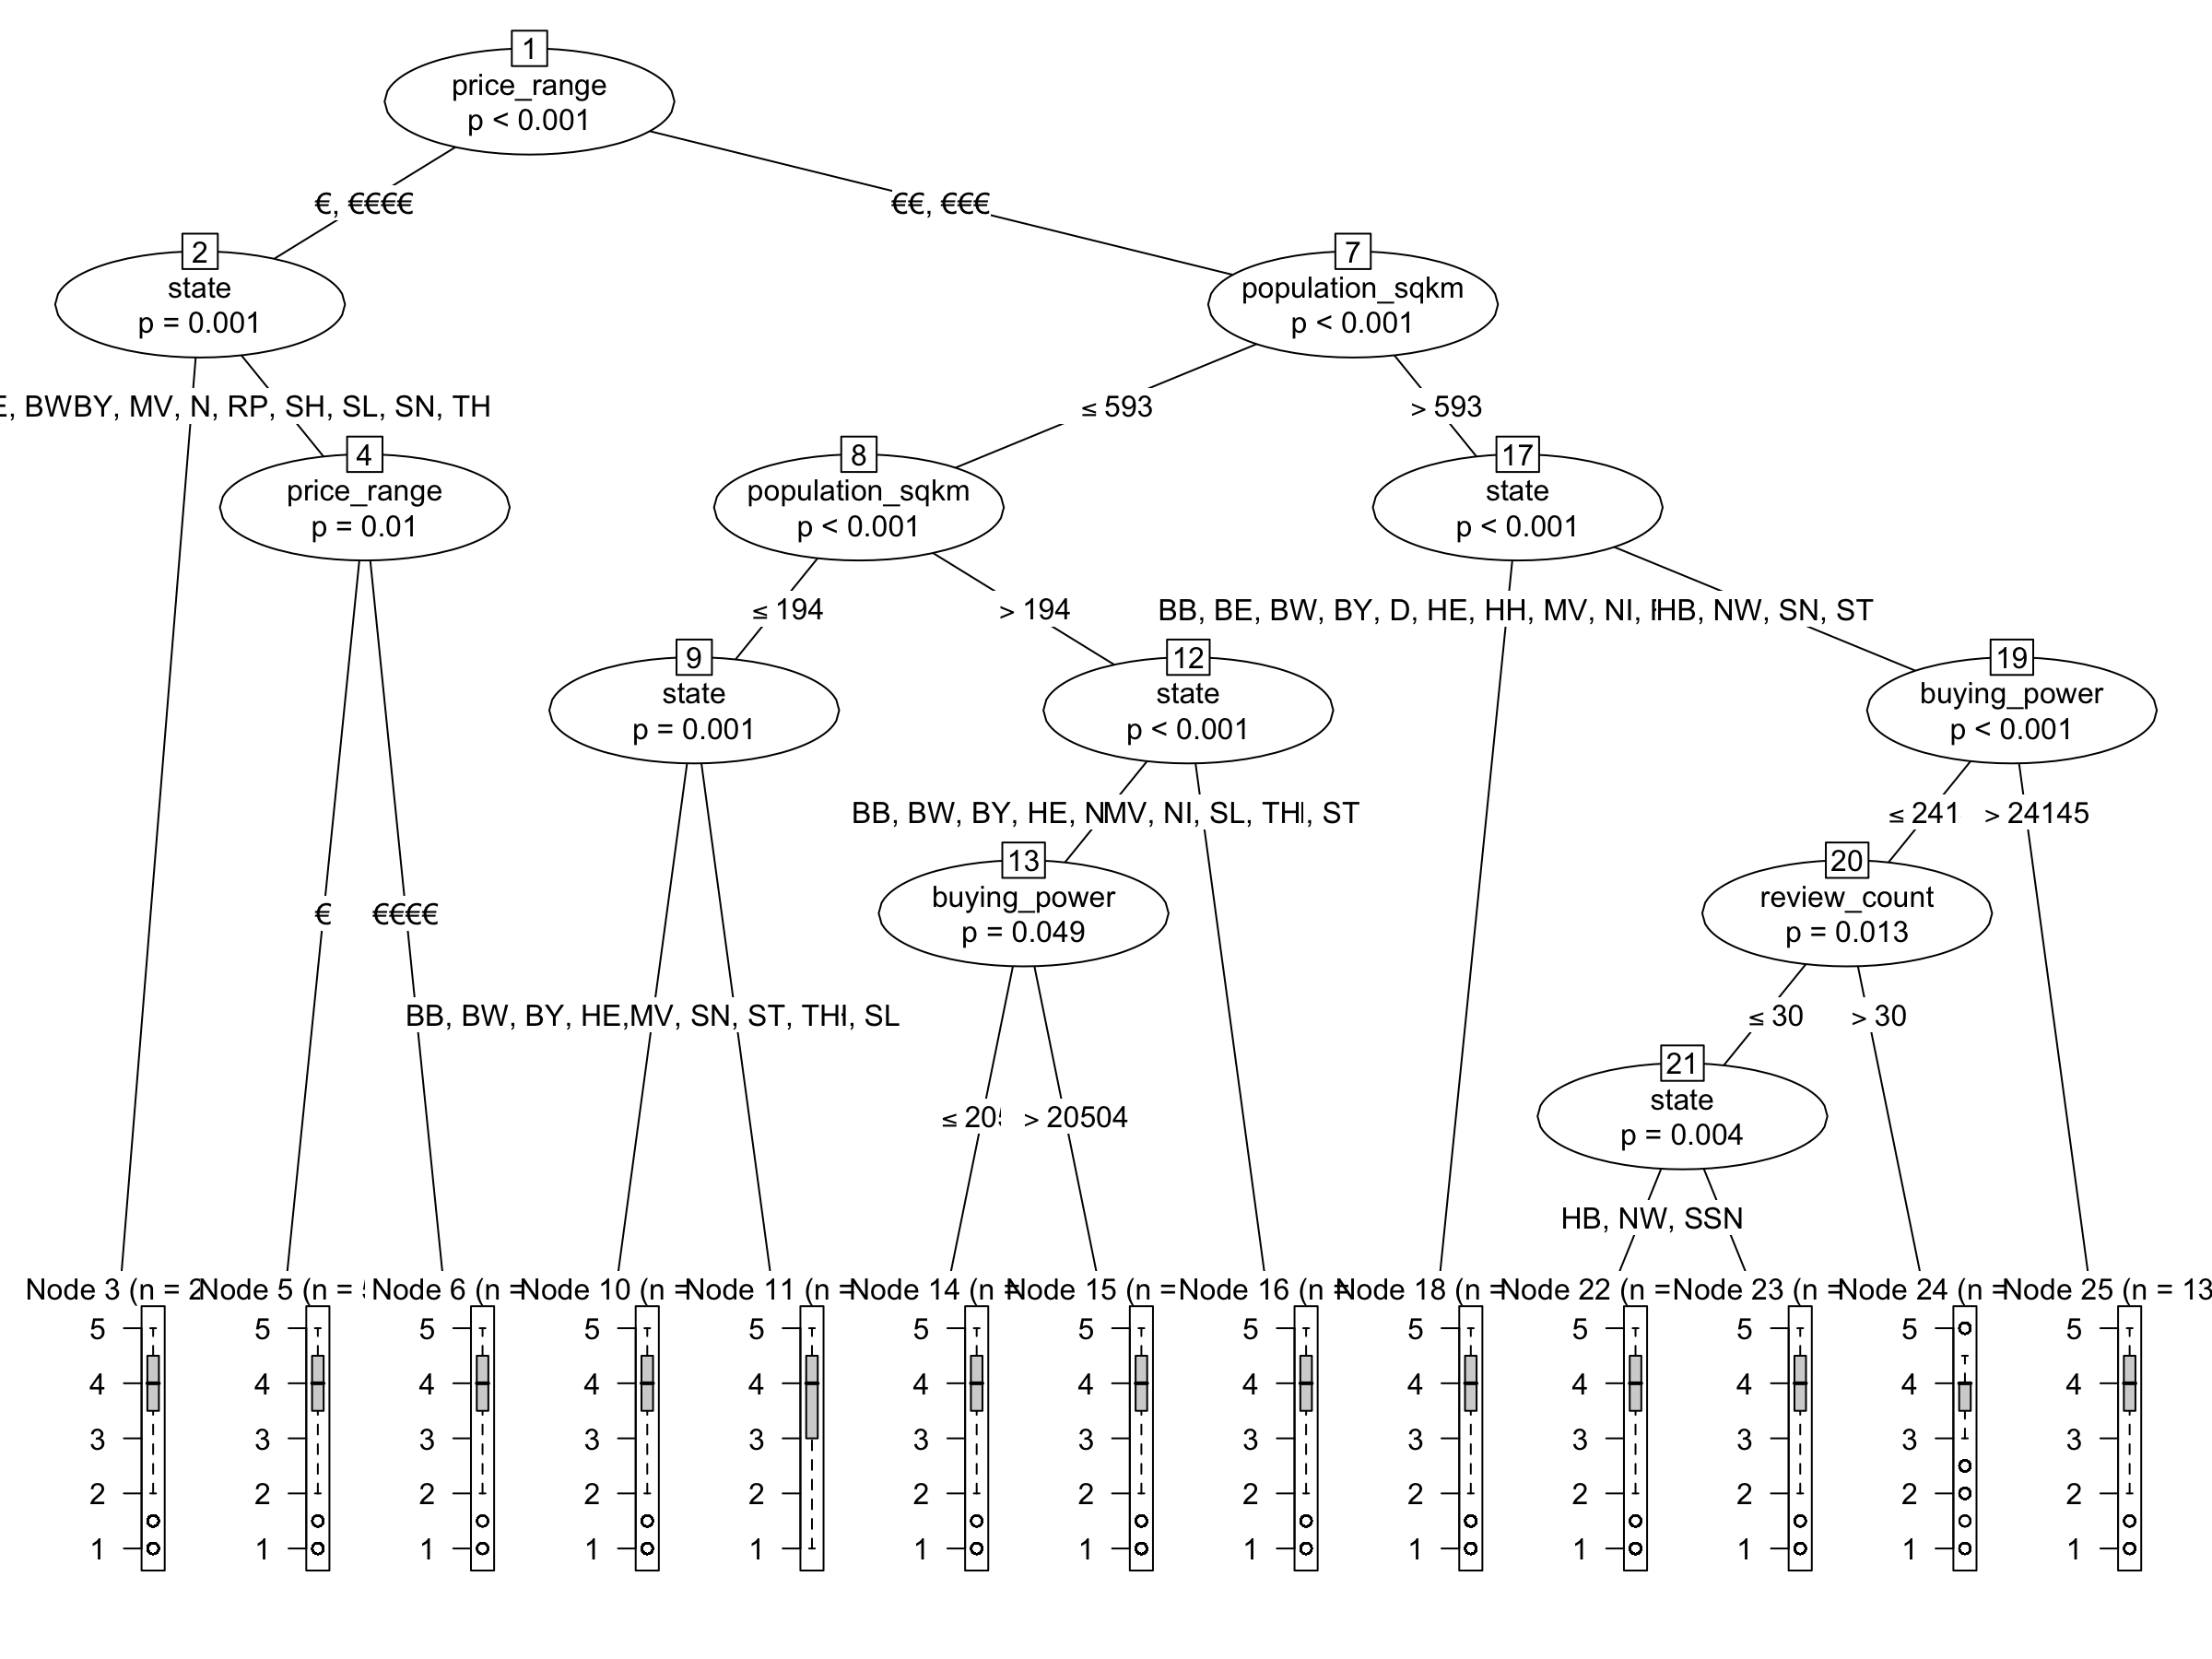 1
price_range
p < 0.001
€, €€€€
€€, €€€
2
state
p = 0.001
7
population_sqkm
p < 0.001
E, BWBY, MV, N, RP, SH, SL, SN, TH
≤ 593
> 593
4
price_range
p = 0.01
8
population_sqkm
p < 0.001
17
state
p < 0.001
≤ 194
> 194
BB, BE, BW, BY, D, HE, HH, MV, NI,
HB, NW, SN, ST
9
state
p = 0.001
12
state
p < 0.001
19
buying_power
p < 0.001
BB, BW, BY, HE, N
MV, NI, SL, TH
, ST
≤ 241
> 24145
13
buying_power
p = 0.049
20
review_count
p = 0.013
€
€€€€
BB, BW, BY, HE,
MV, SN, ST, TH
, SL
≤ 30
> 30
21
state
p = 0.004
≤ 20
> 20504
HB, NW, S
SN
Node 3 (n = 2
Node 5 (n =
Node 6 (n =
Node 10 (n =
Node 11 (n =
Node 14 (n =
Node 15 (n =
Node 16 (n =
Node 18 (n =
Node 22 (n =
Node 23 (n =
Node 24 (n =
Node 25 (n = 13
5 5 5 5 5 5 5 5 5 5 5 5 5
4 4 4 4 4 4 4 4 4 4 4 4 4
3 3 3 3 3 3 3 3 3 3 3 3 3
2 2 2 2 2 2 2 2 2 2 2 2 2
1 1 1 1 1 1 1 1 1 1 1 1 1